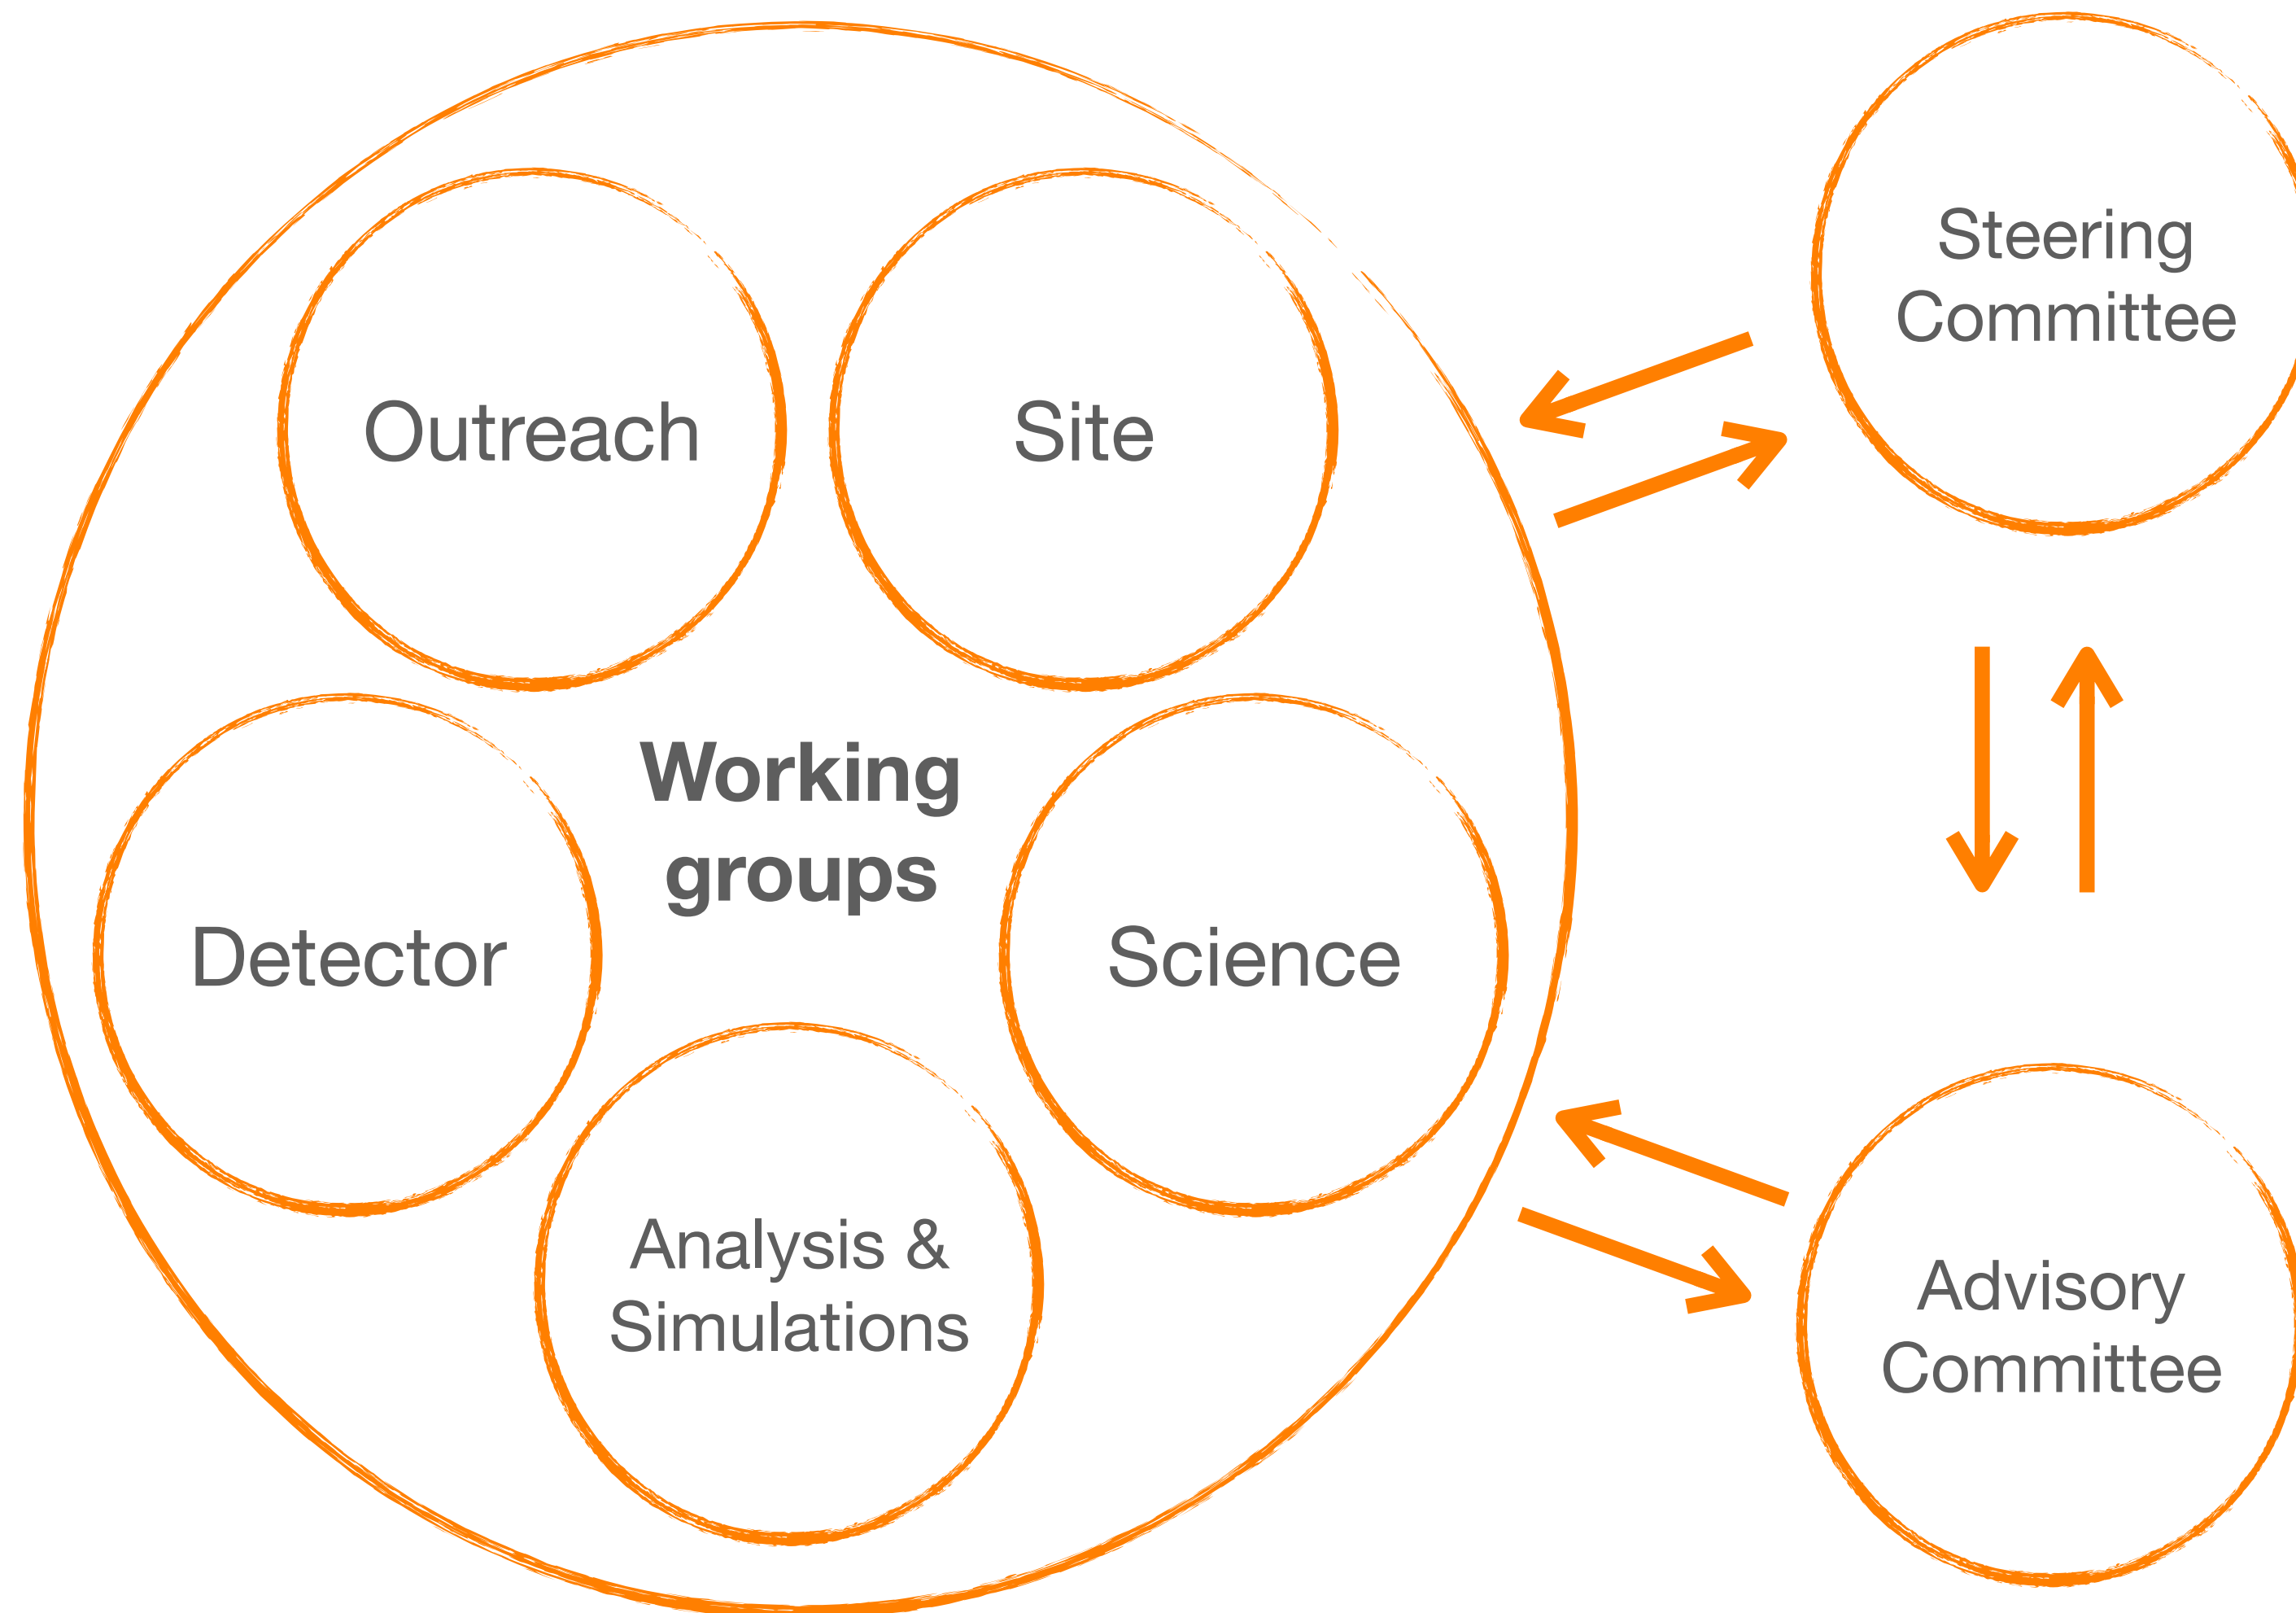 Steering
Committee
Outreach
Site
Working
groups
Detector
Science
Analysis &
Simulations
Advisory
Committee